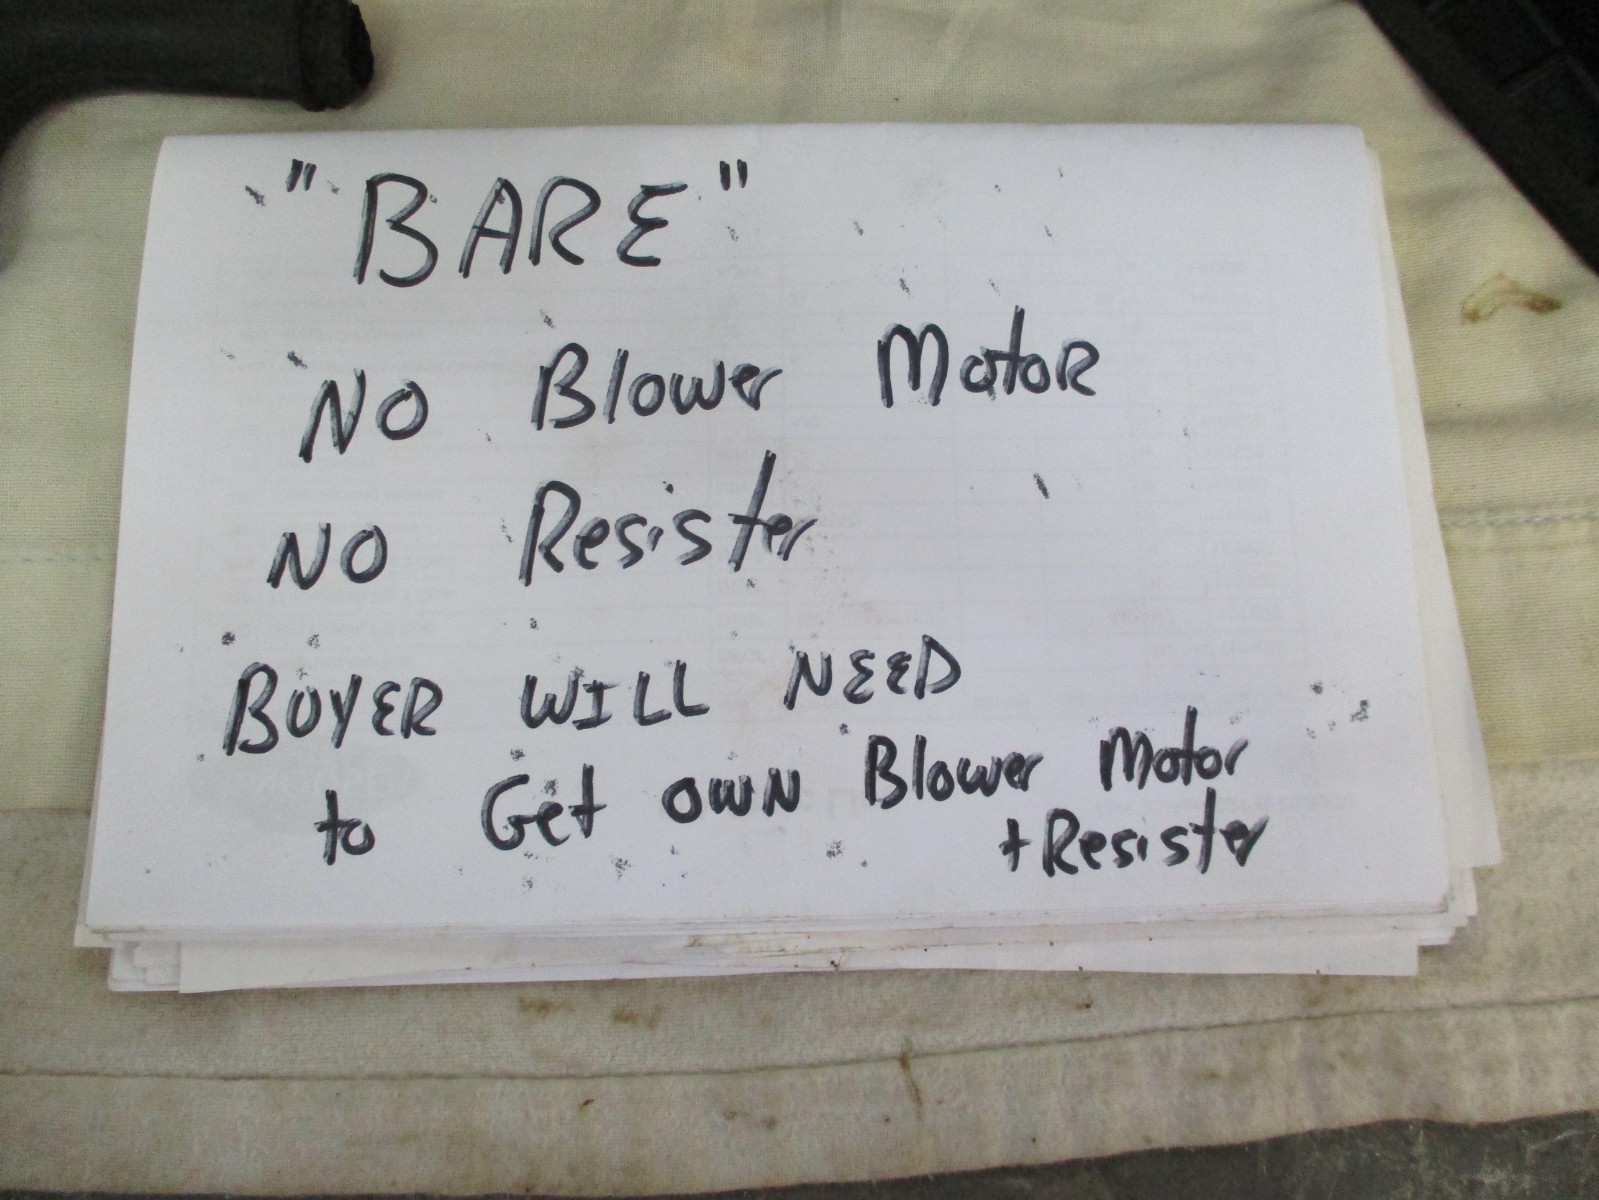 "BARE"
NO Blower Motor
NO Resister
BUYER WILL NEED
to Get OWN Blower Motor
+ Resister